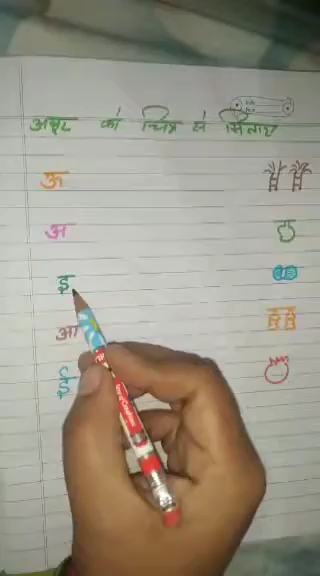 अक्षर को चित्र से मिलाए
ऊ
अ
इ
आ
ई